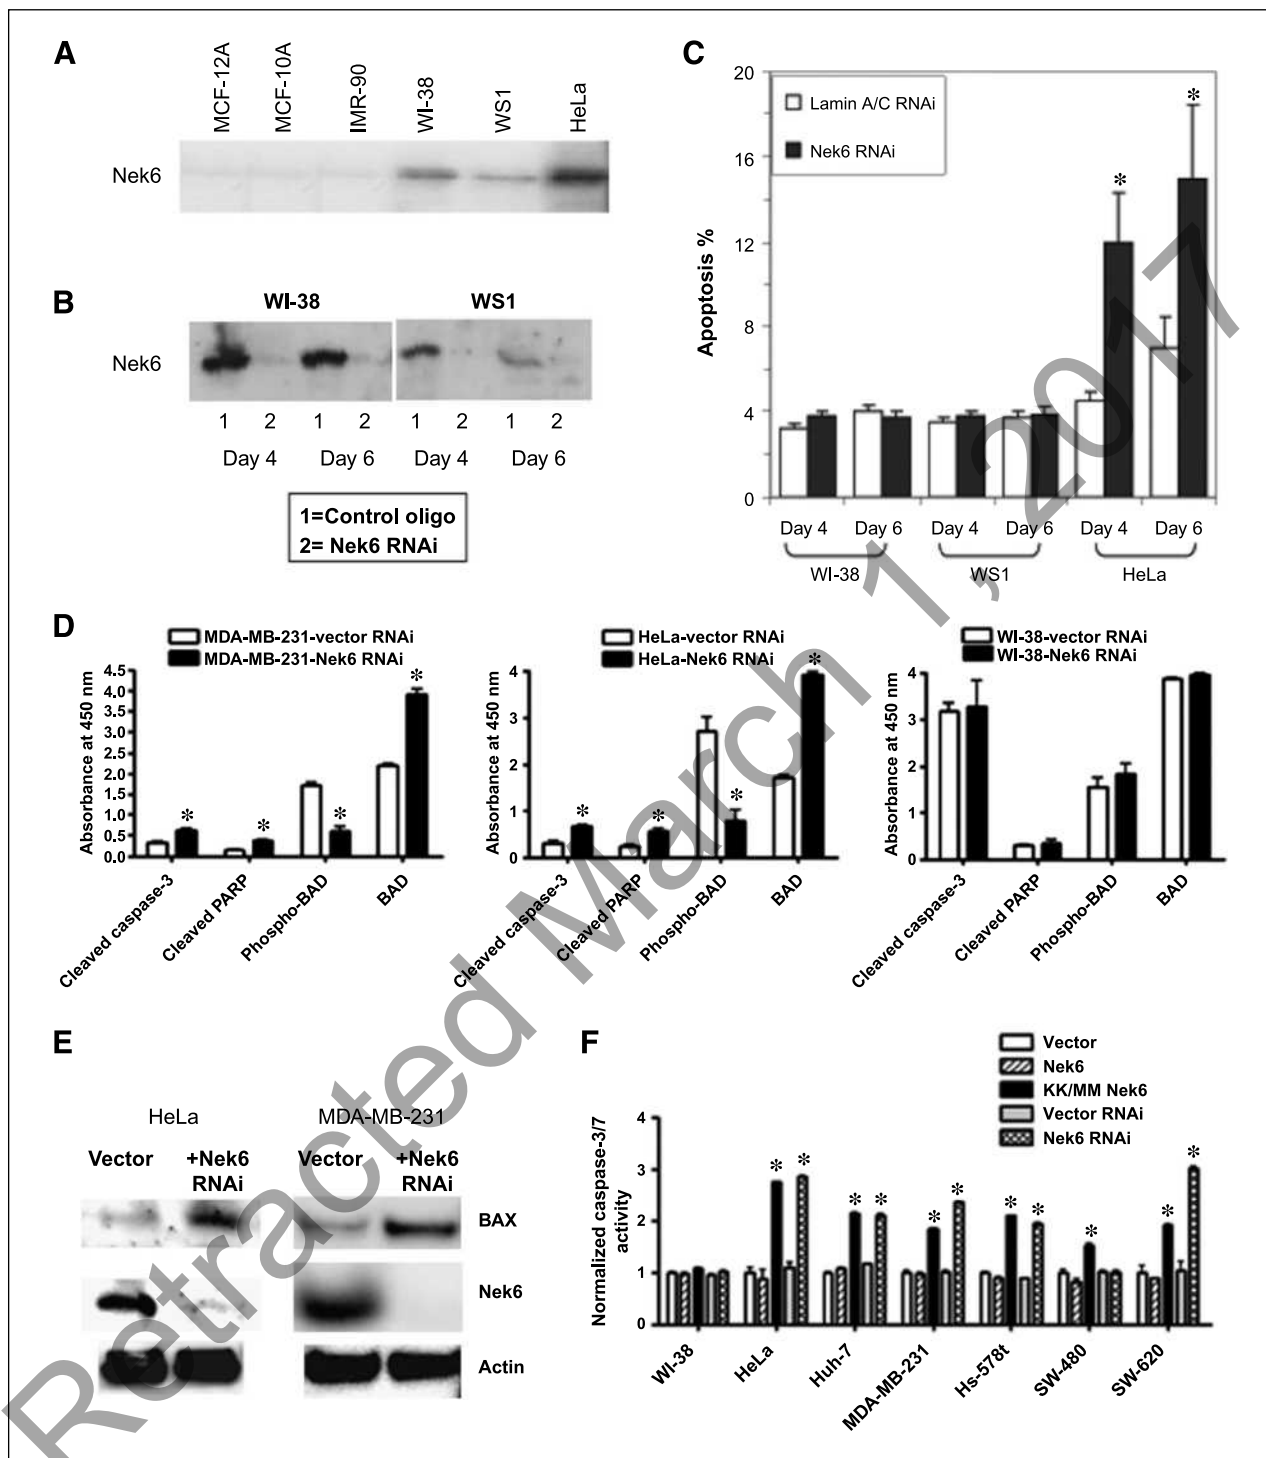 A
MCF-12A
MCF-10A
IMR-90
WI-38
WS1
HeLa
Nek6
B
WI-38 WS1
Nek6
1 2 1 2 1 2 1 2
Day 4 Day 6 Day 4 Day 6
1=Control oligo
2= Nek6 RNAi
C
Lamin A/C RNAi
Nek6 RNAi
Apoptosis %
20
16
12
8
4
0
* *
Day 4 Day 6 Day 4 Day 6 Day 4 Day 6
WI-38 WS1 HeLa
D
MDA-MB-231-vector RNAi
MDA-MB-231-Nek6 RNAi
Absorbance at 450 nm
4.5
4.0
3.5
3.0
2.5
2.0
1.5
1.0
0.5
0.0
* * * *
Cleaved caspase-3
Cleaved PARP
Phospho-BAD
BAD
HeLa-vector RNAi
HeLa-Nek6 RNAi
Absorbance at 450 nm
4
3
2
1
0
* * * *
Cleaved caspase-3
Cleaved PARP
Phospho-BAD
BAD
WI-38-vector RNAi
WI-38-Nek6 RNAi
Absorbance at 450 nm
4
3
2
1
0
Cleaved caspase-3
Cleaved PARP
Phospho-BAD
BAD
E
HeLa MDA-MB-231
Vector +Nek6 RNAi Vector +Nek6 RNAi
BAX
Nek6
Actin
F
Vector
Nek6
KK/MM Nek6
Vector RNAi
Nek6 RNAi
Normalized caspase-3/7
activity
4
3
2
1
0
* * * * * * * * * * *
WI-38
HeLa
Huh-7
MDA-MB-231
Hs-578t
SW-480
SW-620
Retracted March 1, 2017